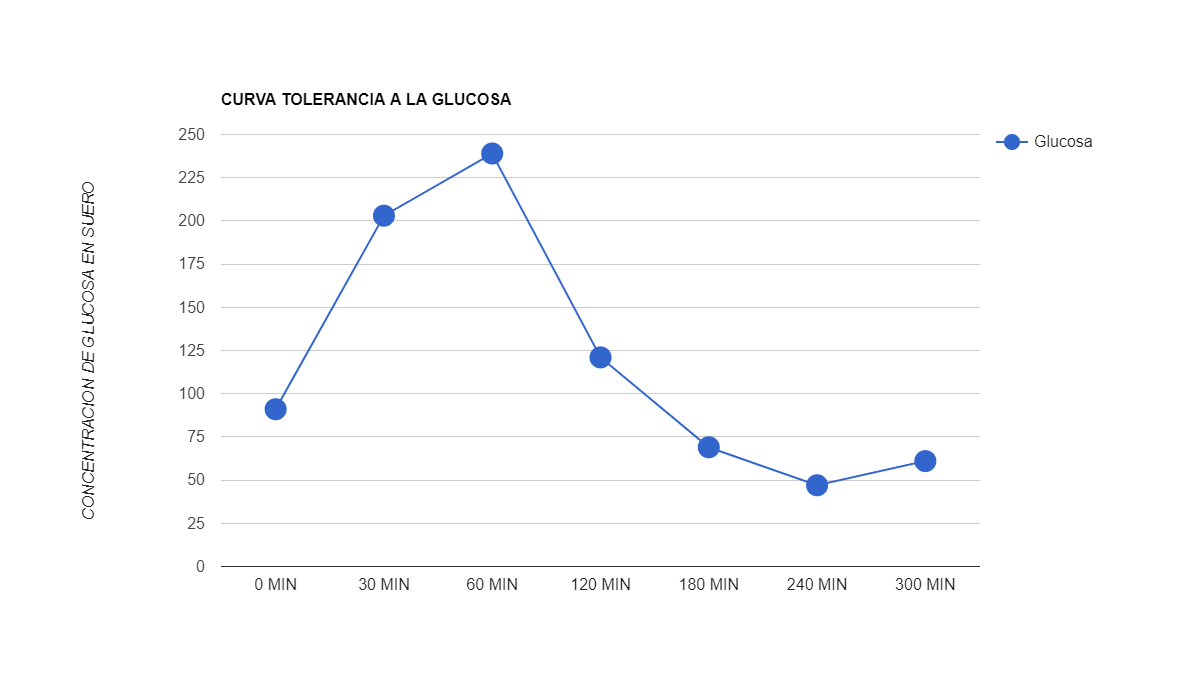 CURVA TOLERANCIA A LA GLUCOSA
Glucosa
CONCENTRACION DE GLUCOSA EN SUERO
250
225
200
175
150
125
100
75
50
25
0
0 MIN
30 MIN
60 MIN
120 MIN
180 MIN
240 MIN
300 MIN